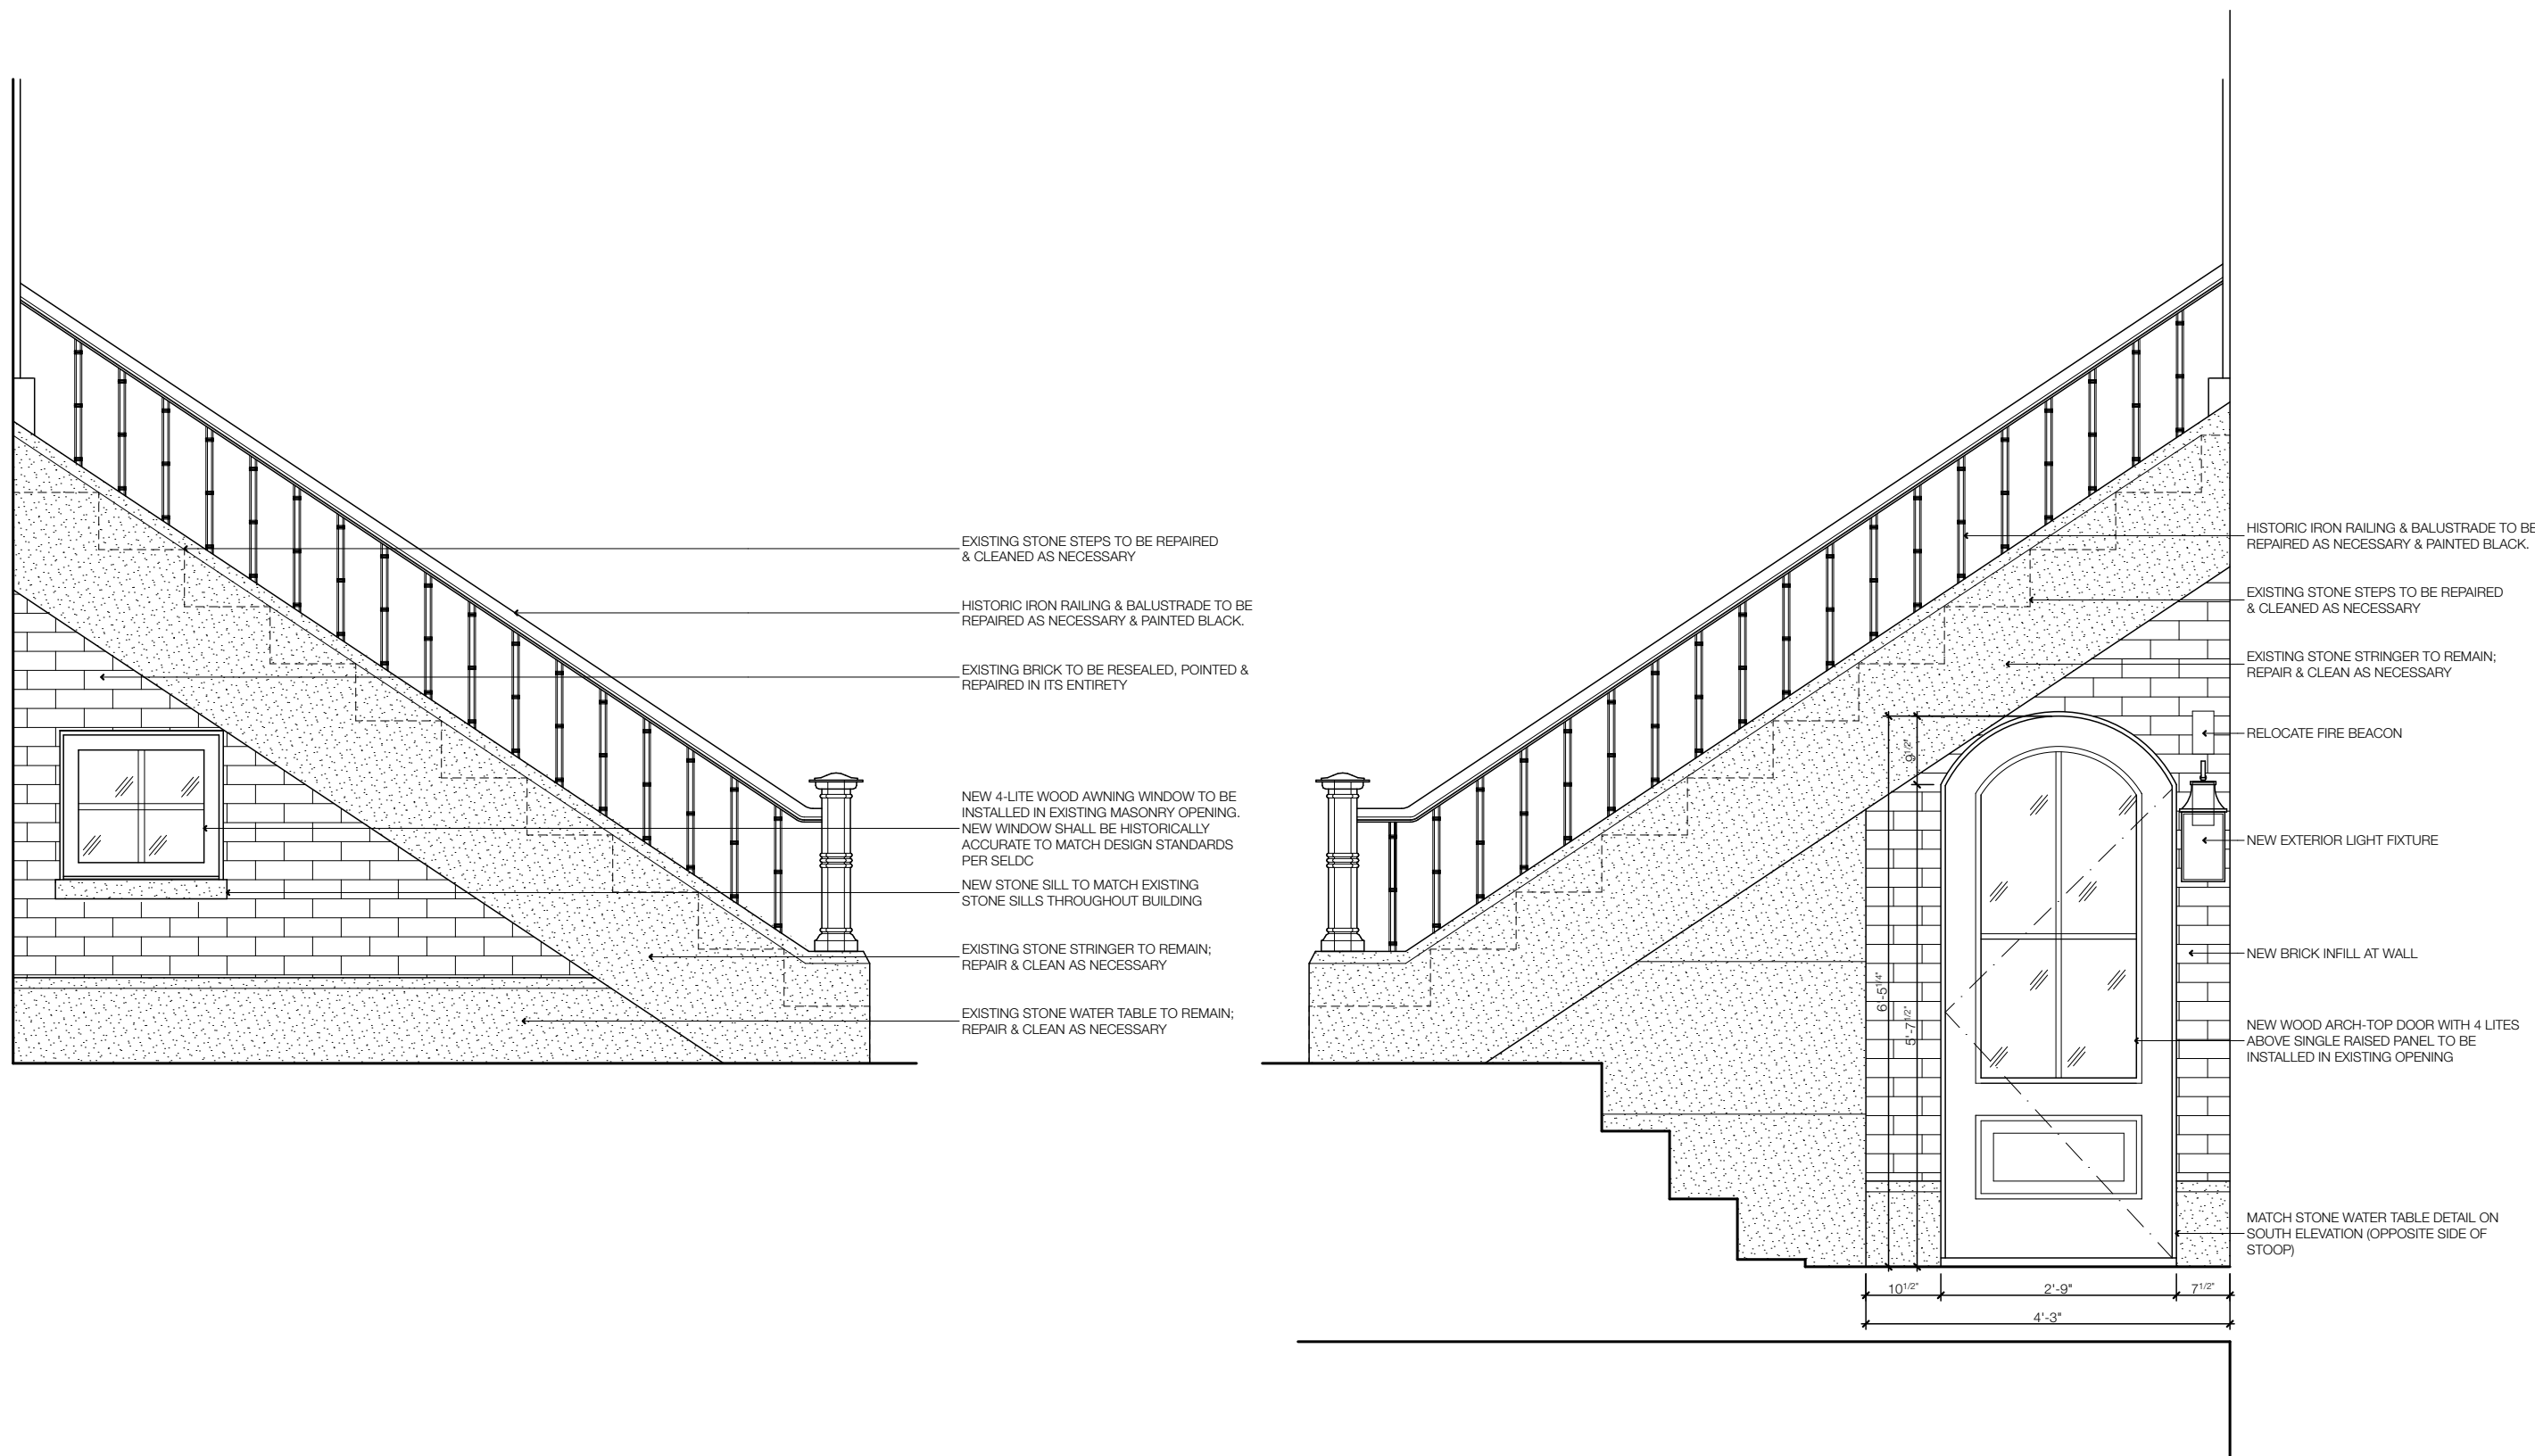 EXISTING STONE STEPS TO BE REPAIRED
& CLEANED AS NECESSARY
HISTORIC IRON RAILING & BALUSTRADE TO BE
REPAIRED AS NECESSARY & PAINTED BLACK.
EXISTING BRICK TO BE RESEALED, POINTED &
REPAIRED IN ITS ENTIRETY
NEW 4-LITE WOOD AWNING WINDOW TO BE
INSTALLED IN EXISTING MASONRY OPENING.
NEW WINDOW SHALL BE HISTORICALLY
ACCURATE TO MATCH DESIGN STANDARDS
PER SELDC
NEW STONE SILL TO MATCH EXISTING
STONE SILLS THROUGHOUT BUILDING
EXISTING STONE STRINGER TO REMAIN;
REPAIR & CLEAN AS NECESSARY
EXISTING STONE WATER TABLE TO REMAIN;
REPAIR & CLEAN AS NECESSARY
HISTORIC IRON RAILING & BALUSTRADE TO BE
REPAIRED AS NECESSARY & PAINTED BLACK.
EXISTING STONE STEPS TO BE REPAIRED
& CLEANED AS NECESSARY
EXISTING STONE STRINGER TO REMAIN;
REPAIR & CLEAN AS NECESSARY
RELOCATE FIRE BEACON
NEW EXTERIOR LIGHT FIXTURE
NEW BRICK INFILL AT WALL
NEW WOOD ARCH-TOP DOOR WITH 4 LITES
ABOVE SINGLE RAISED PANEL TO BE
INSTALLED IN EXISTING OPENING
MATCH STONE WATER TABLE DETAIL ON
SOUTH ELEVATION (OPPOSITE SIDE OF
STOOP)
9 1/2"
6'-5 1/4"
5'-7 1/2"
10 1/2"
2'-9"
7 1/2"
4'-3"